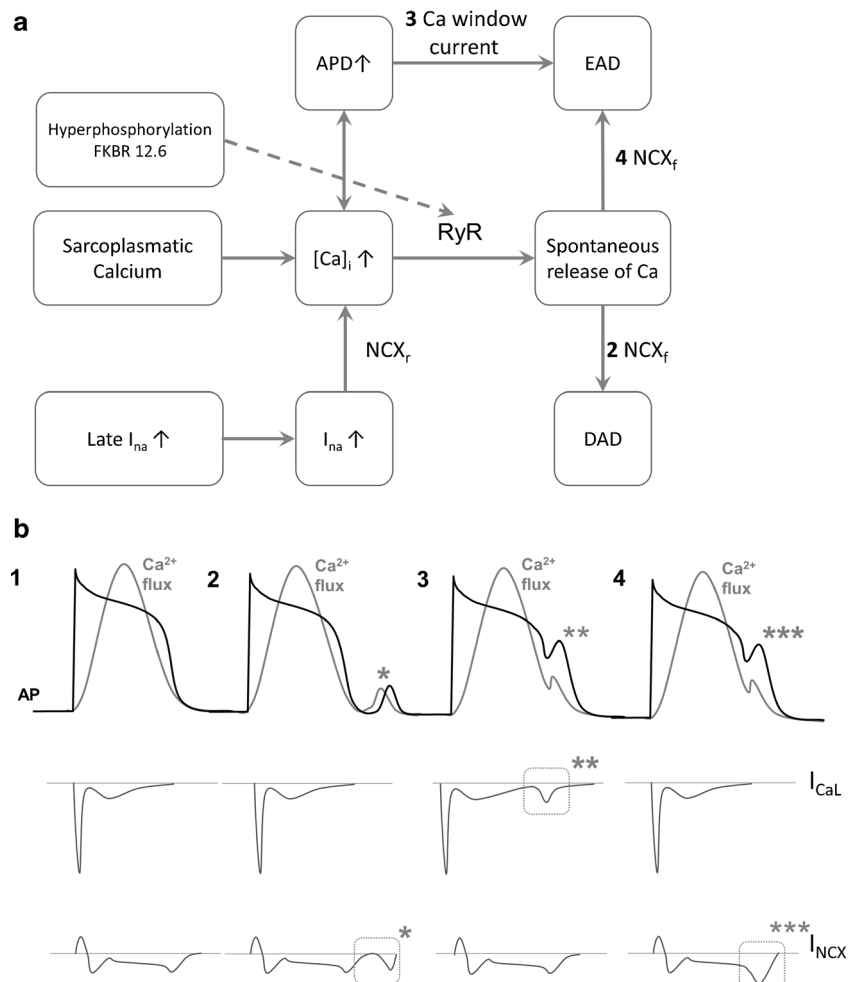 a
3 Ca window
current
APD↑
EAD
Hyperphosphorylation
FKBR 12.6
4 NCXf
RyR
Sarcoplasmatic
Calcium
[Ca]i ↑
Spontaneous
release of Ca
NCXr
2 NCXf
Late Ina ↑
Ina ↑
DAD
b
1
Ca2+
flux
2
Ca2+
flux
3
Ca2+
flux
4
Ca2+
flux
*
**
***
AP
**
ICaL
*
***
INCX